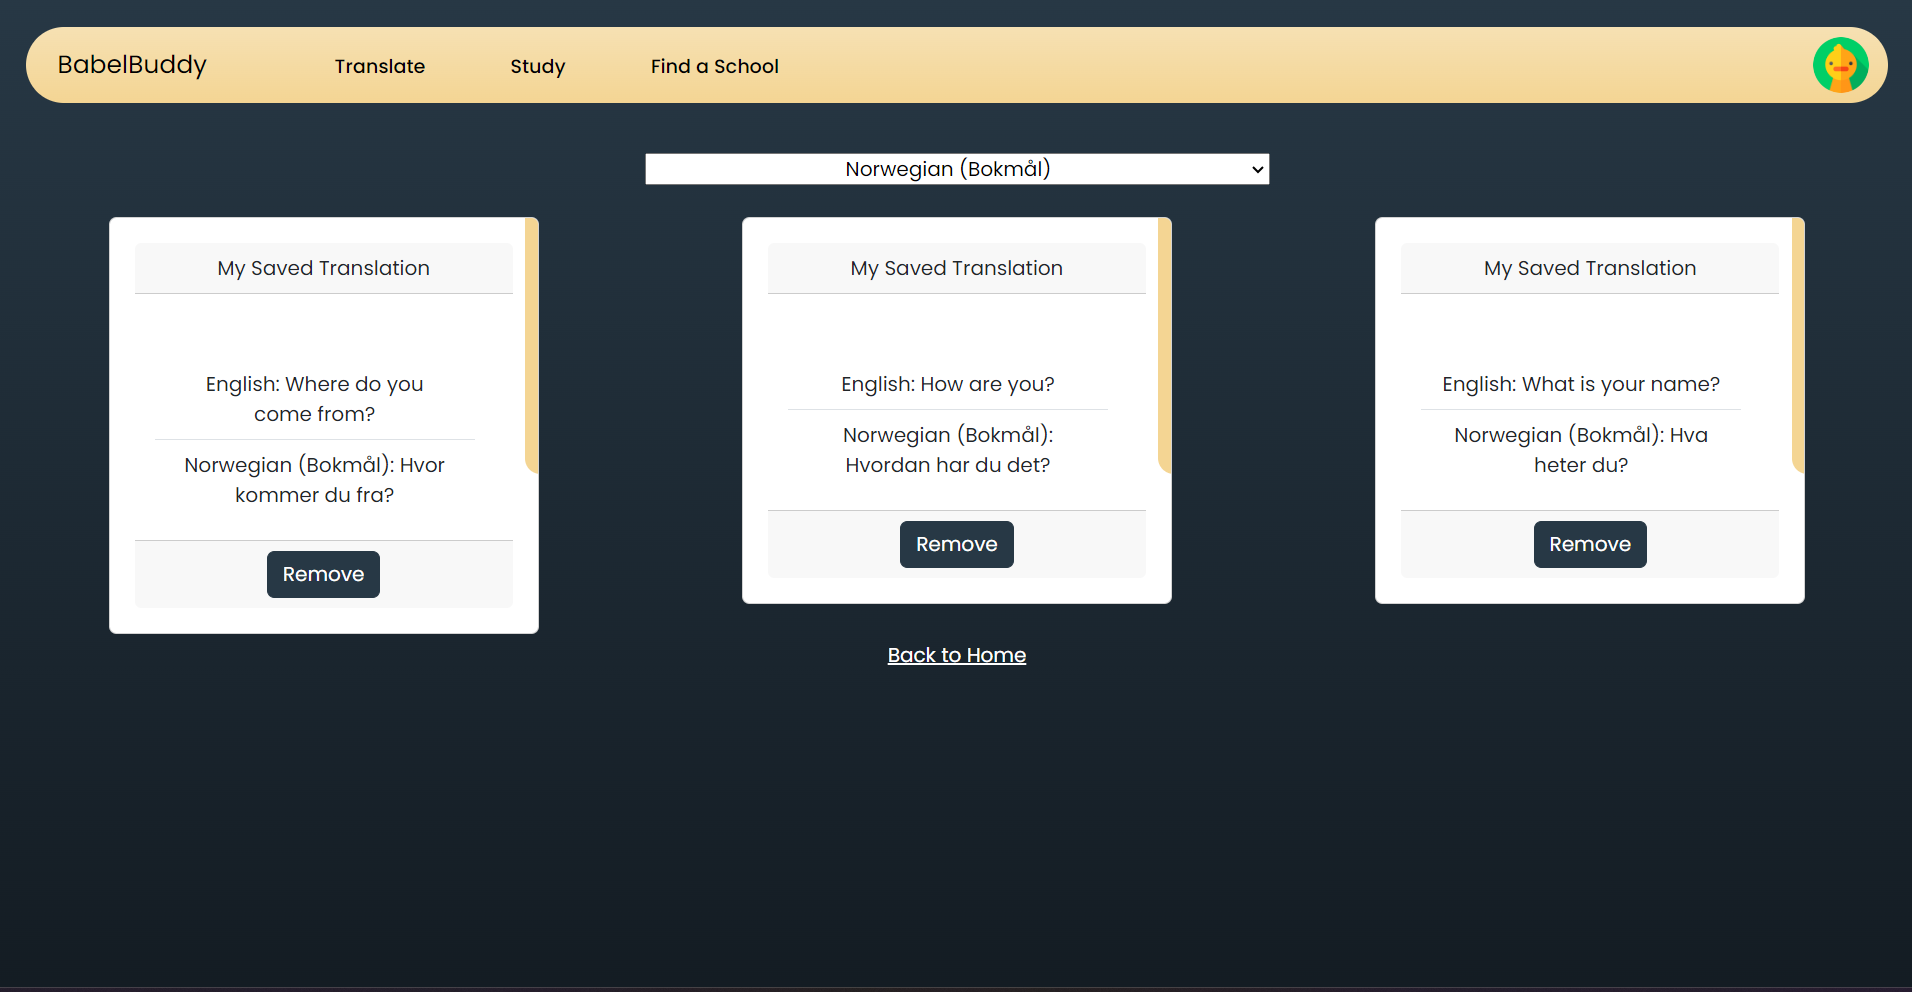 BabelBuddy
Translate
Study
Find a School
Norwegian (Bokmål)
My Saved Translation
English: Where do you
come from?
Norwegian (Bokmål): Hvor
kommer du fra?
Remove
My Saved Translation
English: How are you?
Norwegian (Bokmål):
Hvordan har du det?
Remove
My Saved Translation
English: What is your name?
Norwegian (Bokmål): Hva
heter du?
Remove
Back to Home